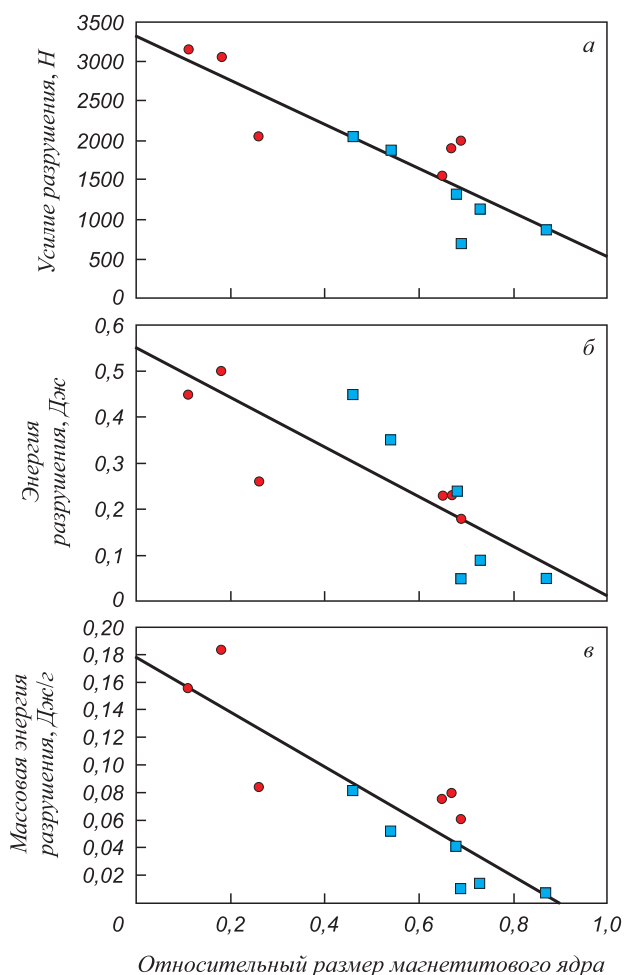 3500
3000
2500
2000
1500
1000
500
0
Усилие разрушения, Н
а
0,6
0,5
0,4
0,3
0,2
0,1
0
Энергия
разрушения, Дж
б
0,20
0,18
0,16
0,14
0,12
0,10
0,08
0,06
0,04
0,02
Массовая энергия
разрушения, Дж/г
в
0 0,2 0,4 0,6 0,8 1,0
Относительный размер магнетитового ядра